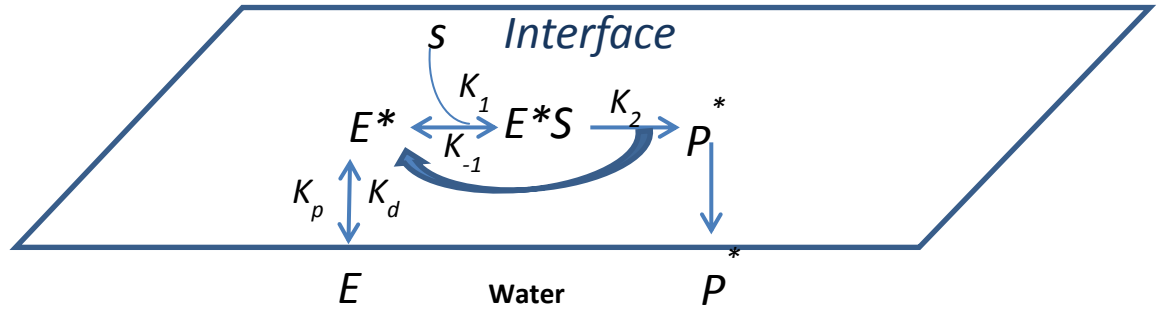 S Interface
K1
K2
*
E* E*S P
K-1
Kp Kd
*
E Water P